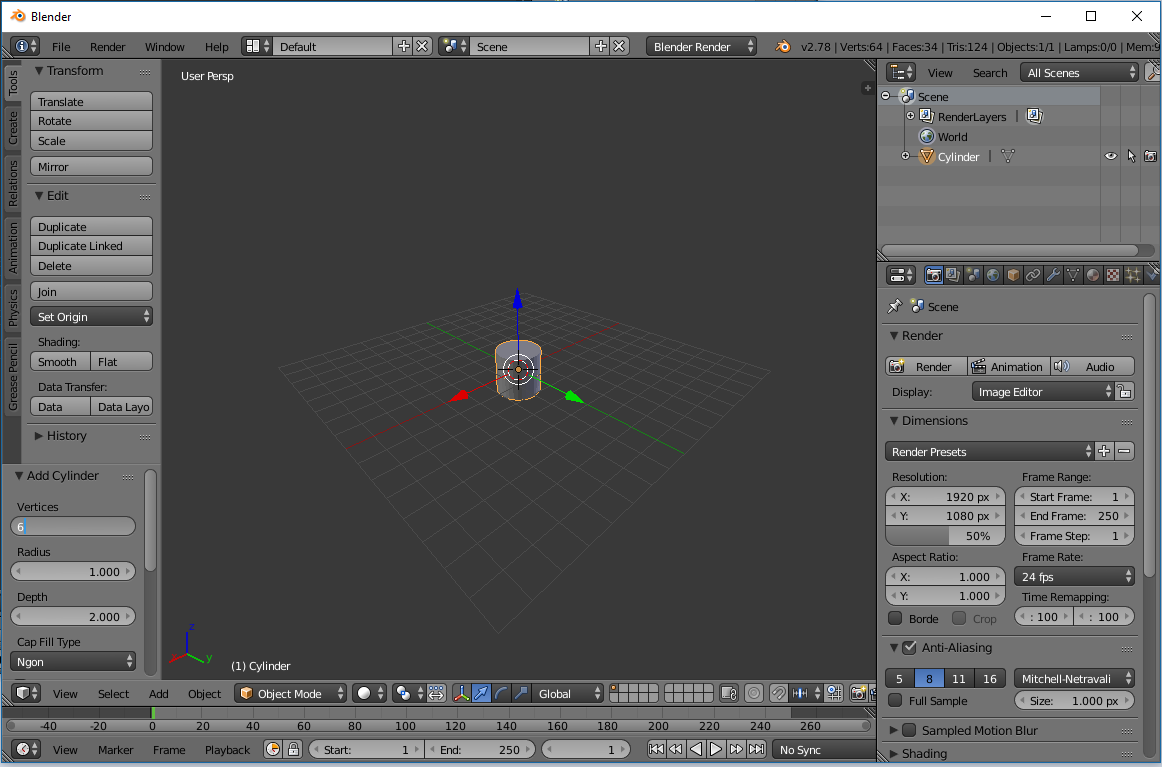 Blender
File Render Window Help Default Scene Blender Render v2.78 | Verts:64 | Faces:34 | Tris:124 | Objects:1/1 | Lamps:0/0 | Mem:9
Tools
Create
Relations
Animation
Physics
Grease Pencil
Transform
Translate
Rotate
Scale
Mirror
Edit
Duplicate
Duplicate Linked
Delete
Join
Set Origin
Shading:
Smooth Flat
Data Transfer:
Data Data Layo
History
Add Cylinder
Vertices
6
Radius
1.000
Depth
2.000
Cap Fill Type
Ngon
User Persp
z
x y
(1) Cylinder
View Select Add Object Object Mode Global
-40 -20 0 20 40 60 80 100 120 140 160 180 200 220 240 260
View Marker Frame Playback Start: 1 End: 250 1 No Sync
View Search All Scenes
Scene
RenderLayers |
World
Cylinder |
Scene
Render
Render Animation Audio
Display: Image Editor
Dimensions
Render Presets
Resolution: Frame Range:
X: 1920 px Start Frame: 1
Y: 1080 px End Frame: 250
50% Frame Step: 1
Aspect Ratio: Frame Rate:
X: 1.000 24 fps
Y: 1.000 Time Remapping:
Borde Crop : 100 : 100
Anti-Aliasing
5 8 11 16 Mitchell-Netravali
Full Sample Size: 1.000 px
Sampled Motion Blur
Shading